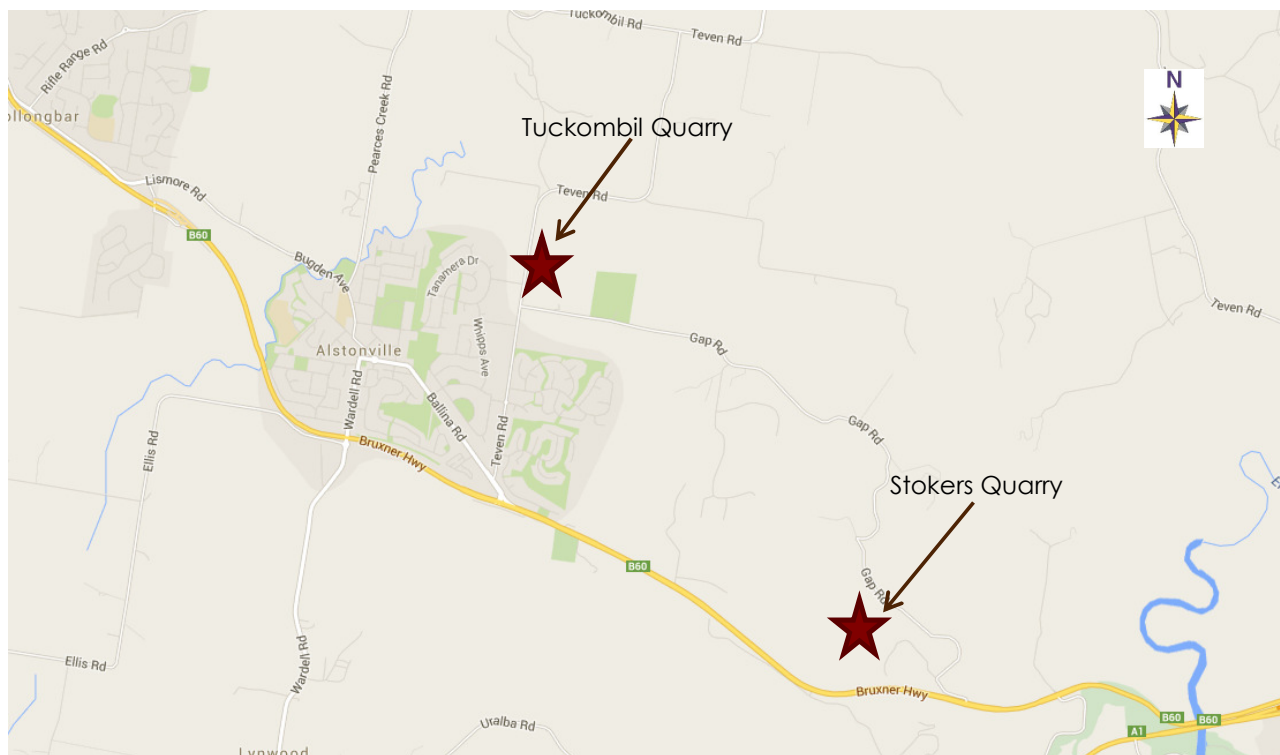 Tuckombil Rd
Teven Rd
Rifle Range Rd
ollongbar
N
Pearces Creek Rd
Tuckombil Quarry
Lismore Rd
Teven Rd
B60
Bugden Ave
Tanamera Dr
Teven Rd
Whipps Ave
Gap Rd
Alstonville
Wardell Rd
Ballina Rd
Gap Rd
Ellis Rd
Bruxner Hwy
Teven Rd
Stokers Quarry
B60
Gap Rd
Wardell Rd
Ellis Rd
Bruxner Hwy
Uralba Rd
B60
B60
A1
Lynwood